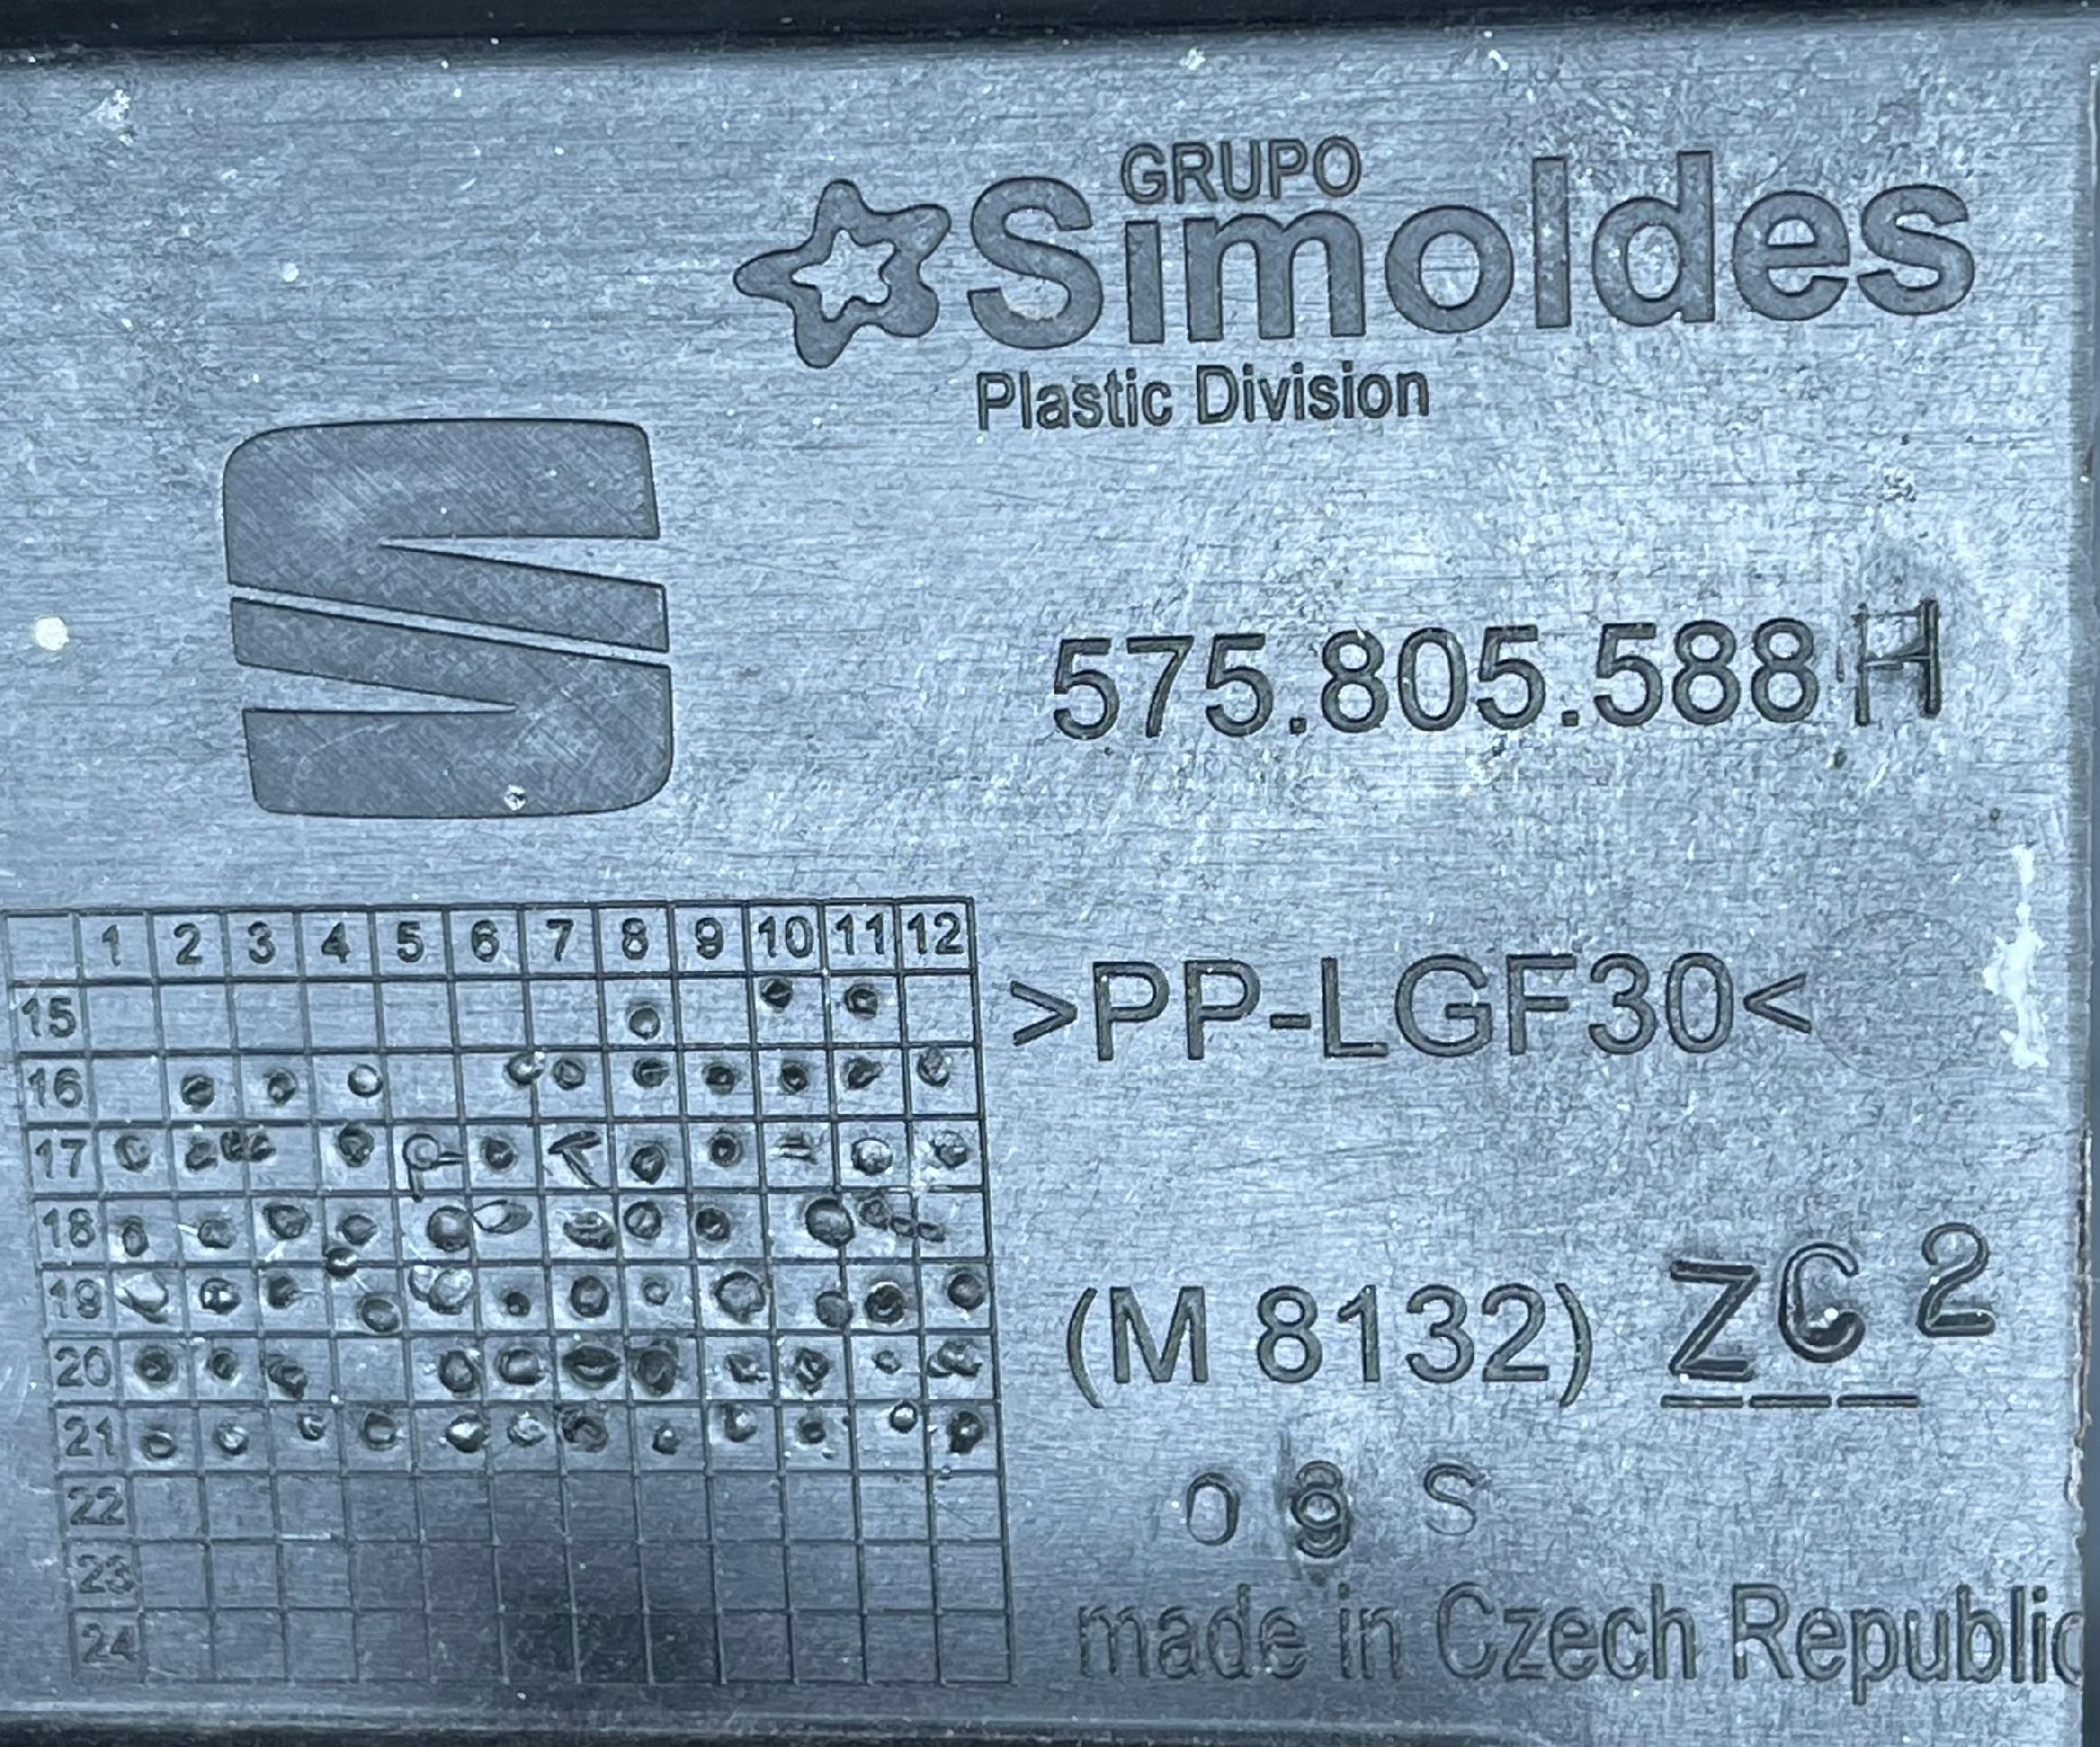 GRUPO
Simoldes
Plastic Division
575.805.588 H
1 2 3 4 5 6 7 8 9 10 11 12
15
16
17
18
19
20
21
22
23
24
>PP-LGF30<
(M 8132) ZC 2
S
made in Czech Republic